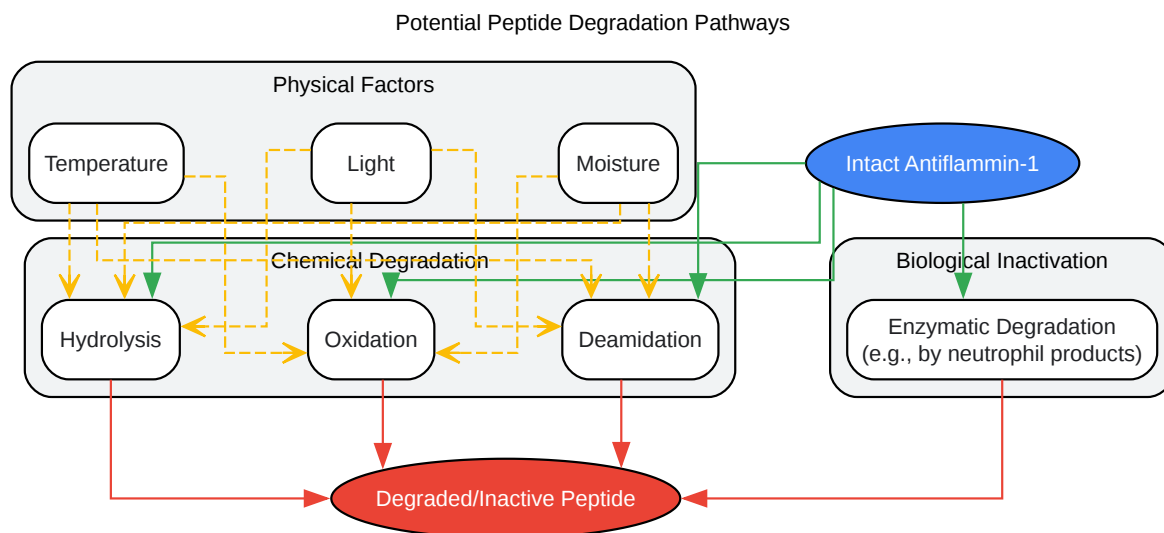 Potential Peptide Degradation Pathways
Physical Factors
Temperature
Light
Moisture
Intact Antiflammin-1
Chemical Degradation
Biological Inactivation
Hydrolysis
Oxidation
Deamidation
Enzymatic Degradation
(e.g., by neutrophil products)
Degraded/Inactive Peptide